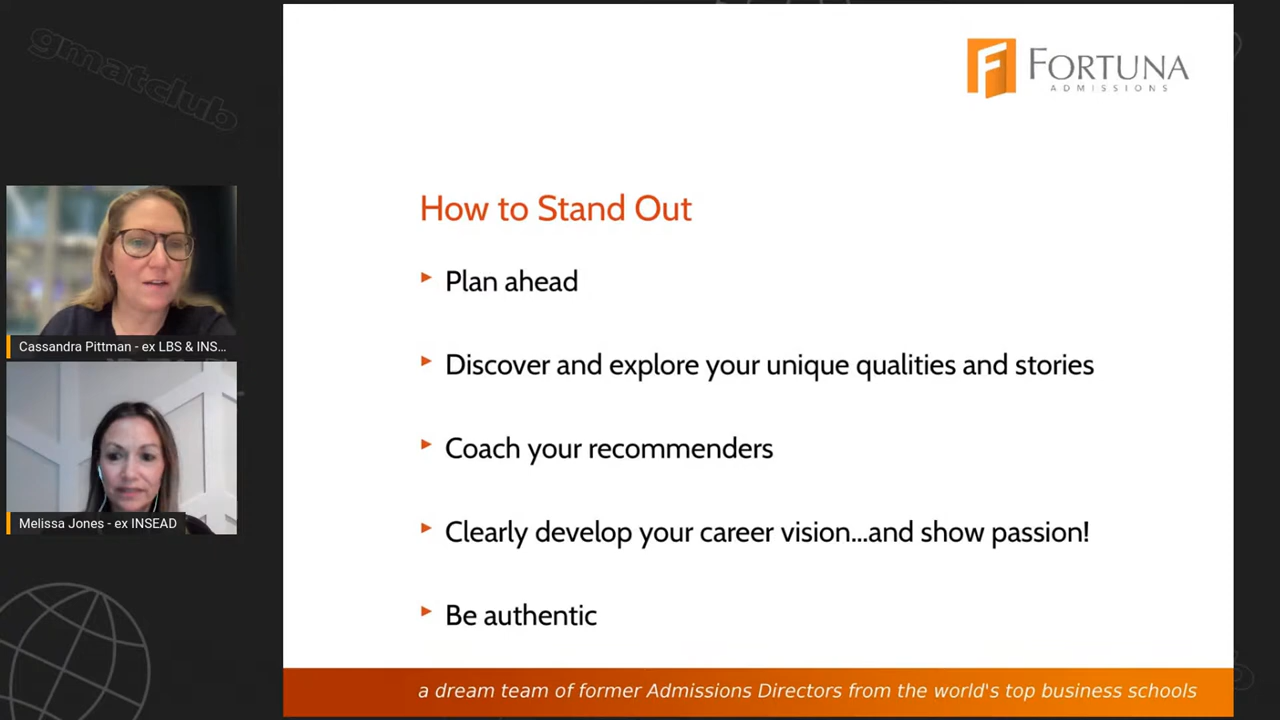 gmatclub
FORTUNA
ADMISSIONS
How to Stand Out
Plan ahead
Discover and explore your unique qualities and stories
Coach your recommenders
Clearly develop your career vision...and show passion!
Be authentic
Cassandra Pittman - ex LBS & INS...
Melissa Jones - ex INSEAD
a dream team of former Admissions Directors from the world's top business schools